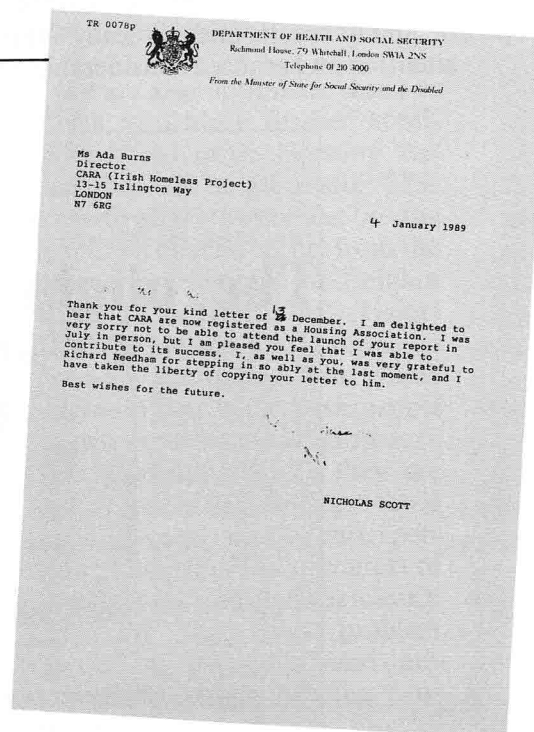 TR 0078p
DEPARTMENT OF HEALTH AND SOCIAL SECURITY
Richmond House, 79 Whitehall, London SW1A 2NS
Telephone 01 210 3000
From the Minister of State for Social Security and the Disabled
Ms Ada Burns
Director
CARA (Irish Homeless Project)
13-15 Islington Way
LONDON
N7 6RG
4 January 1989
Thank you for your kind letter of 13 December. I am delighted to
hear that CARA are now registered as a Housing Association. I was
very sorry not to be able to attend the launch of your report in
July in person, but I am pleased you feel that I was able to
contribute to its success. I, as well as you, was very grateful to
Richard Needham for stepping in so ably at the last moment, and I
have taken the liberty of copying your letter to him.
Best wishes for the future.
NICHOLAS SCOTT